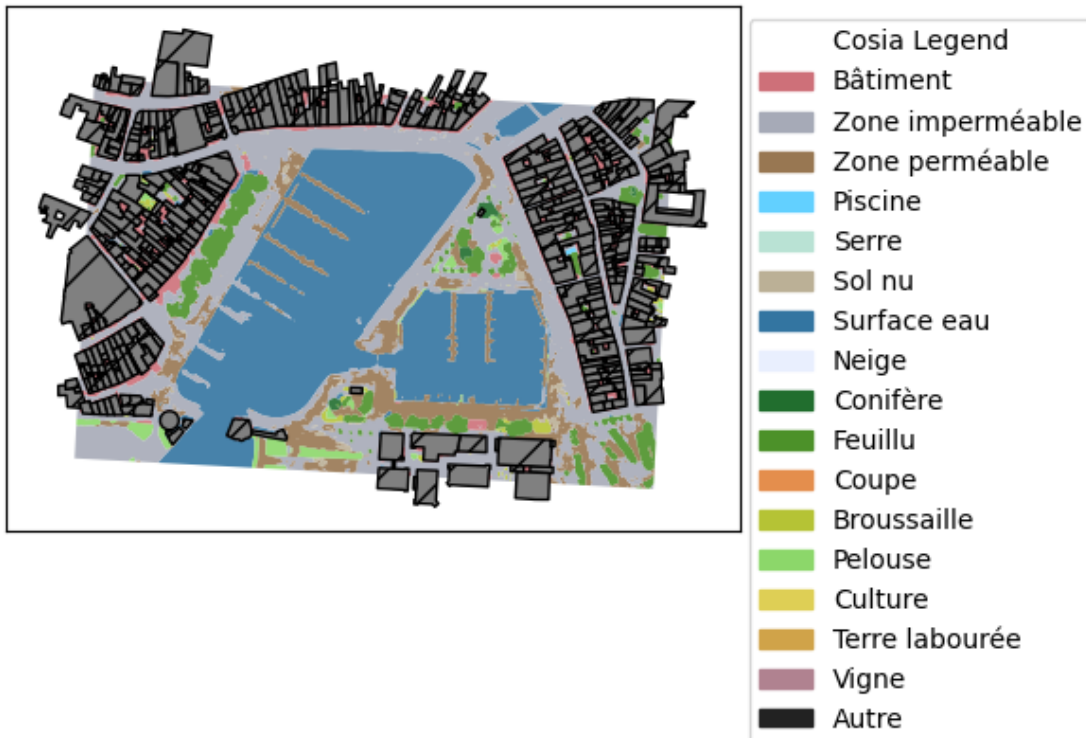 Cosia Legend
Bâtiment
Zone imperméable
Zone perméable
Piscine
Serre
Sol nu
Surface eau
Neige
Conifère
Feuillu
Coupe
Broussaille
Pelouse
Culture
Terre labourée
Vigne
Autre